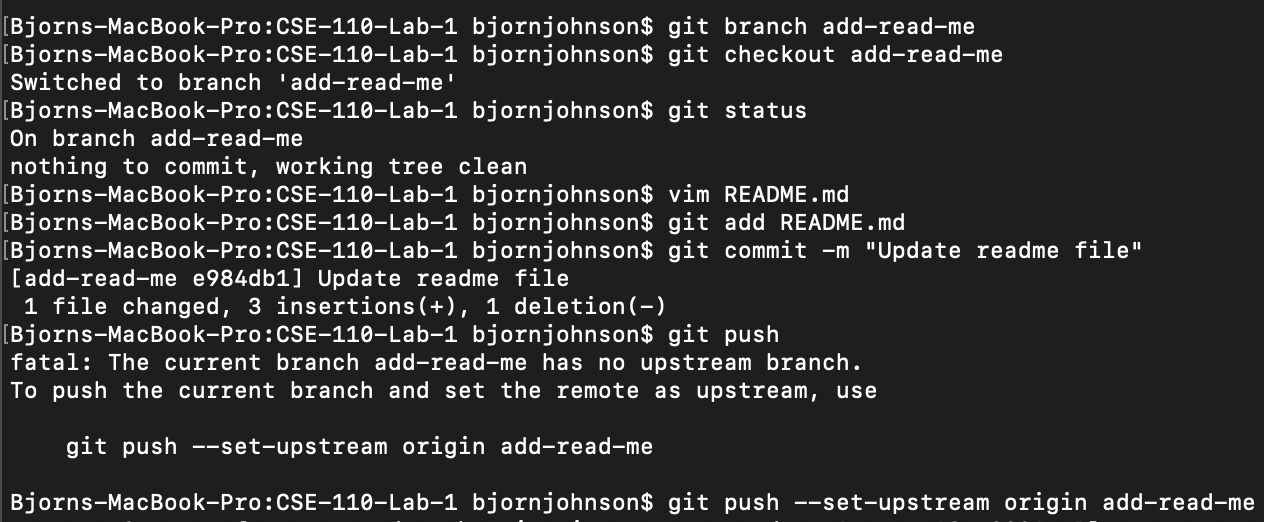 [Bjorns-MacBook-Pro:CSE-110-Lab-1 bjornjohnson$ git branch add-read-me
[Bjorns-MacBook-Pro:CSE-110-Lab-1 bjornjohnson$ git checkout add-read-me
Switched to branch 'add-read-me'
[Bjorns-MacBook-Pro:CSE-110-Lab-1 bjornjohnson$ git status
On branch add-read-me
nothing to commit, working tree clean
[Bjorns-MacBook-Pro:CSE-110-Lab-1 bjornjohnson$ vim README.md
[Bjorns-MacBook-Pro:CSE-110-Lab-1 bjornjohnson$ git add README.md
[Bjorns-MacBook-Pro:CSE-110-Lab-1 bjornjohnson$ git commit -m "Update readme file"
[add-read-me e984db1] Update readme file
 1 file changed, 3 insertions(+), 1 deletion(-)
[Bjorns-MacBook-Pro:CSE-110-Lab-1 bjornjohnson$ git push
fatal: The current branch add-read-me has no upstream branch.
To push the current branch and set the remote as upstream, use
    git push --set-upstream origin add-read-me
Bjorns-MacBook-Pro:CSE-110-Lab-1 bjornjohnson$ git push --set-upstream origin add-read-me